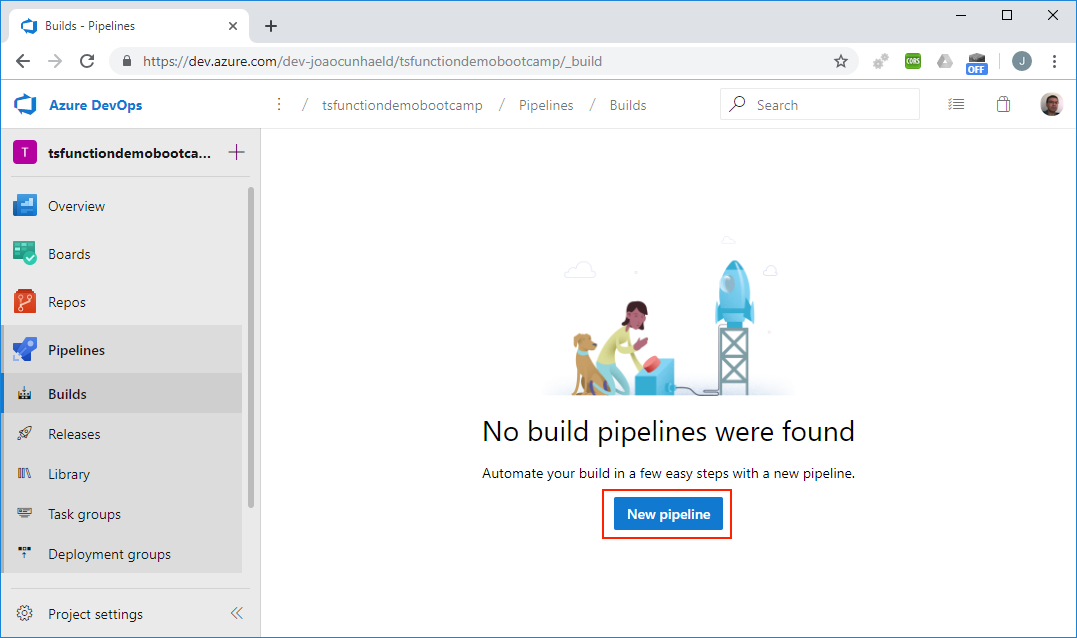 Builds - Pipelines
https://dev.azure.com/dev-joaocunhaeld/tsfunctiondemobootcamp/_build
CORS
OFF
J
Azure DevOps
/ tsfunctiondemobootcamp / Pipelines / Builds
Search
T
tsfunctiondemobootca...
Overview
Boards
Repos
Pipelines
Builds
Releases
Library
Task groups
Deployment groups
Project settings
No build pipelines were found
Automate your build in a few easy steps with a new pipeline.
New pipeline